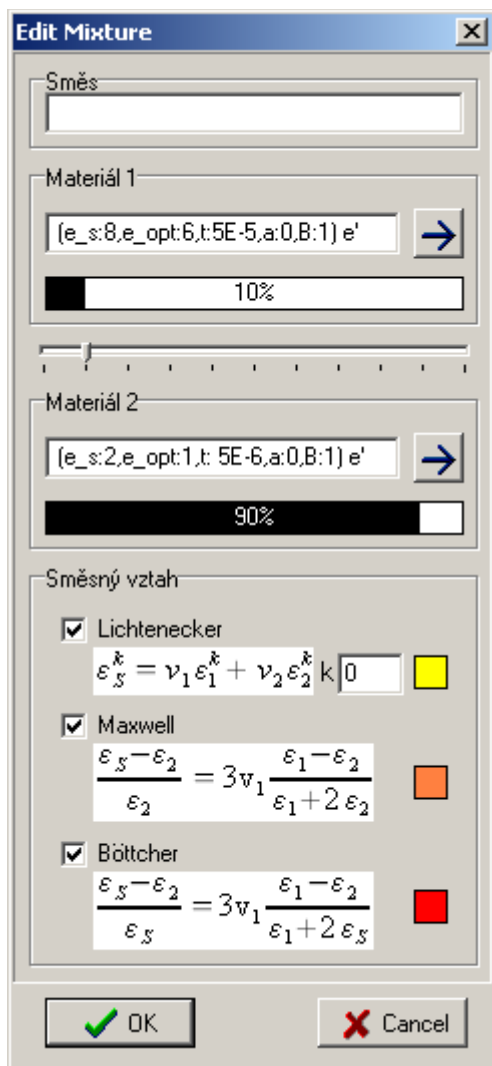 Edit Mixture
Směs
Materiál 1
(e_s:8,e_opt:6,t:5E-5,a:0,B:1) e'
10%
Materiál 2
(e_s:2,e_opt:1,t: 5E-6,a:0,B:1) e'
90%
Směsný vztah
Lichtenecker
ε_S^k = ν_1 ε_1^k + ν_2 ε_2^k k 0
Maxwell
(ε_S − ε_2)/ε_2 = 3v_1 (ε_1 − ε_2)/(ε_1 + 2 ε_2)
Böttcher
(ε_S − ε_2)/ε_S = 3v_1 (ε_1 − ε_2)/(ε_1 + 2 ε_S)
OK Cancel